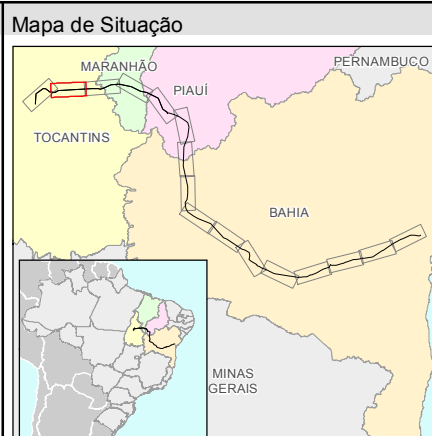 Mapa de Situação
MARANHÃO
PERNAMBUCO
PIAUÍ
TOCANTINS
BAHIA
MINAS
GERAIS